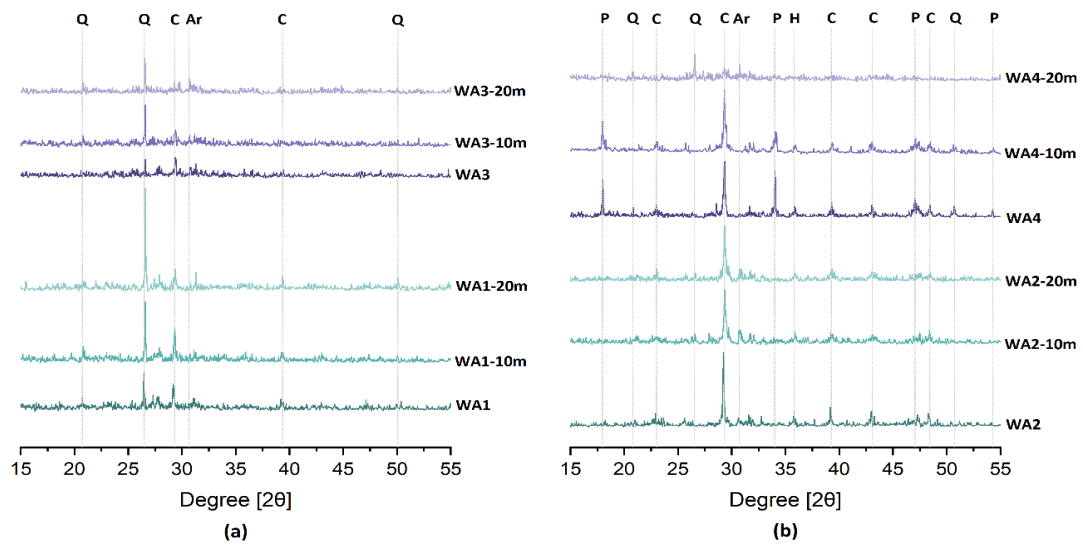 Q Q C Ar C Q
WA3-20m
WA3-10m
WA3
WA1-20m
WA1-10m
WA1
15 20 25 30 35 40 45 50 55
Degree [2θ]
(a)
P Q C Q C Ar P H C C P C Q P
WA4-20m
WA4-10m
WA4
WA2-20m
WA2-10m
WA2
15 20 25 30 35 40 45 50 55
Degree [2θ]
(b)